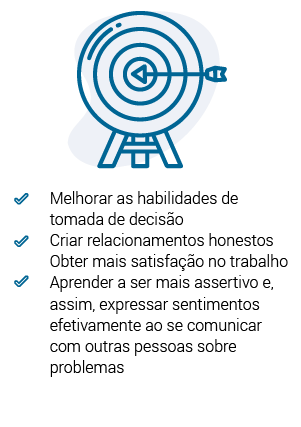 Melhorar as habilidades de
tomada de decisão
Criar relacionamentos honestos
Obter mais satisfação no trabalho
Aprender a ser mais assertivo e,
assim, expressar sentimentos
efetivamente ao se comunicar
com outras pessoas sobre
problemas